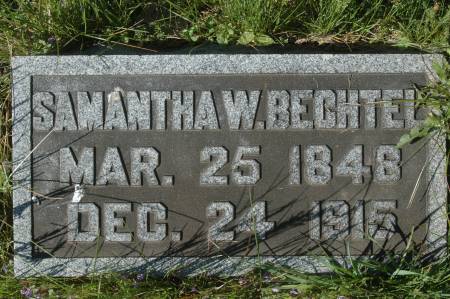 SAMANTHA W. BECHTEL
MAR. 25 1848
DEC. 24 1915